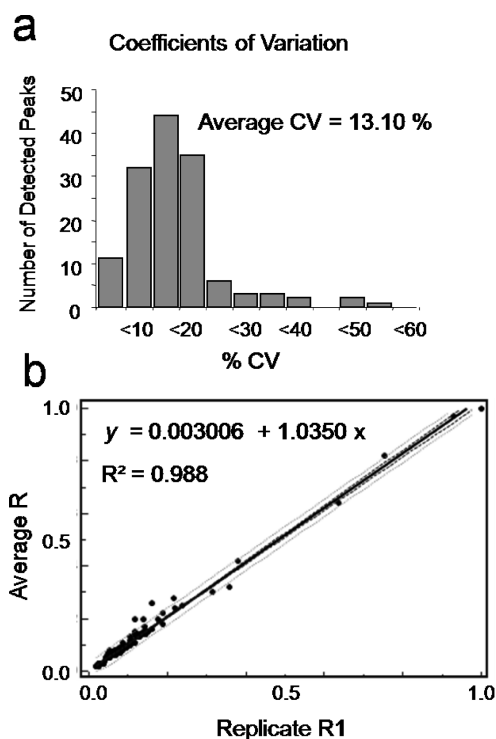 a
Coefficients of Variation
Number of Detected Peaks
50
40
30
20
10
0
Average CV = 13.10 %
<10 <20 <30 <40 <50 <60
% CV
b
Average R
1.0
0.5
0.0
y = 0.003006 + 1.0350 x
R² = 0.988
0.0 0.5 1.0
Replicate R1